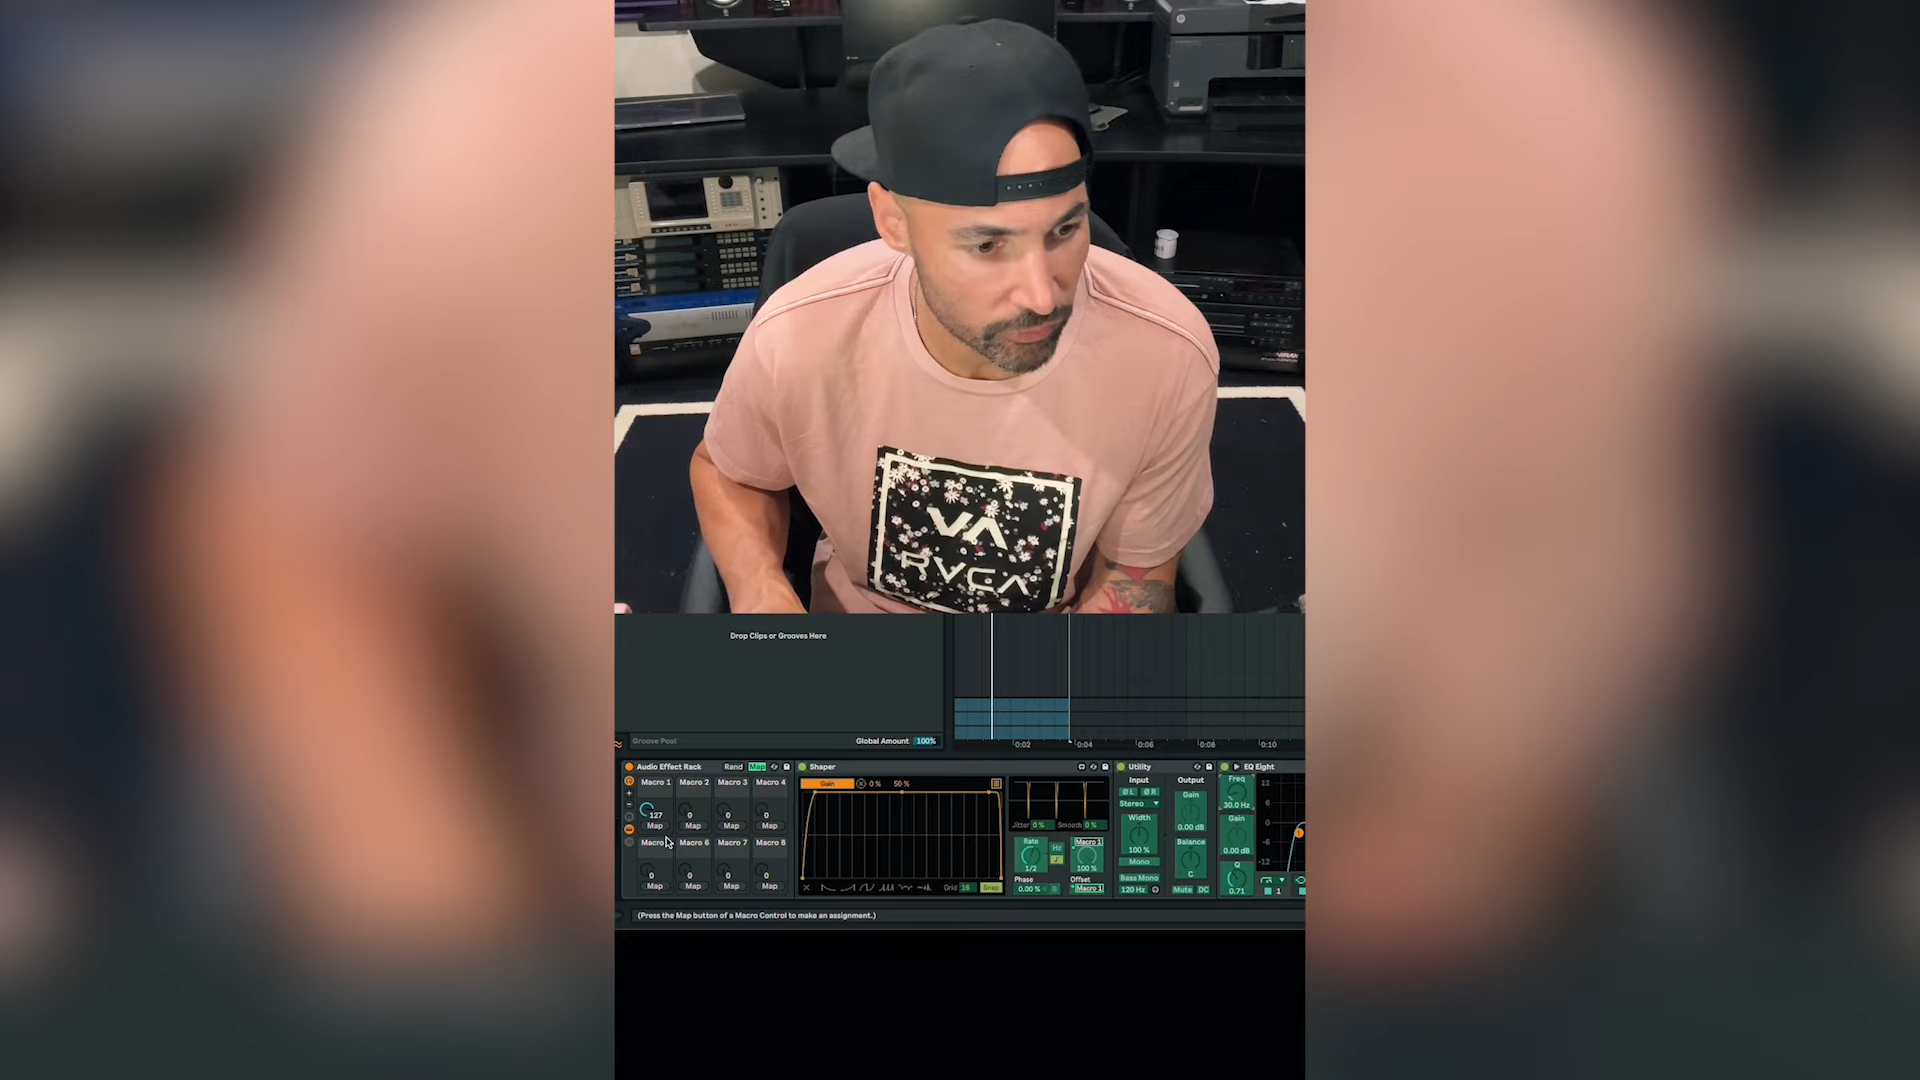 VA
RVCA
Drop Clips or Grooves Here
Groove Pool
Global Amount 100%
0:02 0:04 0:06 0:08 0:10
Audio Effect Rack Rand Map
Macro 1 Macro 2 Macro 3 Macro 4
127 0 0 0
Map Map Map Map
Macro Macro 6 Macro 7 Macro 8
0 0 0 0
Map Map Map Map
Shaper
Gain 0 % 50 %
Grid 16 Snap
Jitter 0 % Smooth 0 %
Rate Hz Macro 1
1/2 100 %
Phase Offset
0.00 % Macro 1
Utility
Input Output
Ø L Ø R Gain
Stereo
Width 0.00 dB
100 % Balance
Mono C
Bass Mono
120 Hz Mute DC
EQ Eight
Freq 12
30.0 Hz 6
Gain 0
0.00 dB -6
Q -12
0.71 1
(Press the Map button of a Macro Control to make an assignment.)